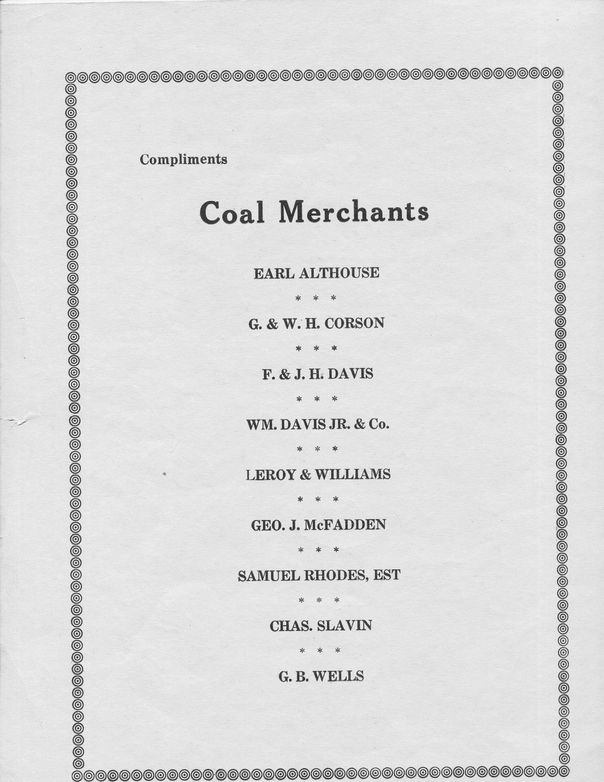 Compliments
Coal Merchants
EARL ALTHOUSE
* * *
G. & W. H. CORSON
* * *
F. & J. H. DAVIS
* * *
WM. DAVIS JR. & Co.
* * *
LEROY & WILLIAMS
* * *
GEO. J. McFADDEN
* * *
SAMUEL RHODES, EST
* * *
CHAS. SLAVIN
* * *
G. B. WELLS